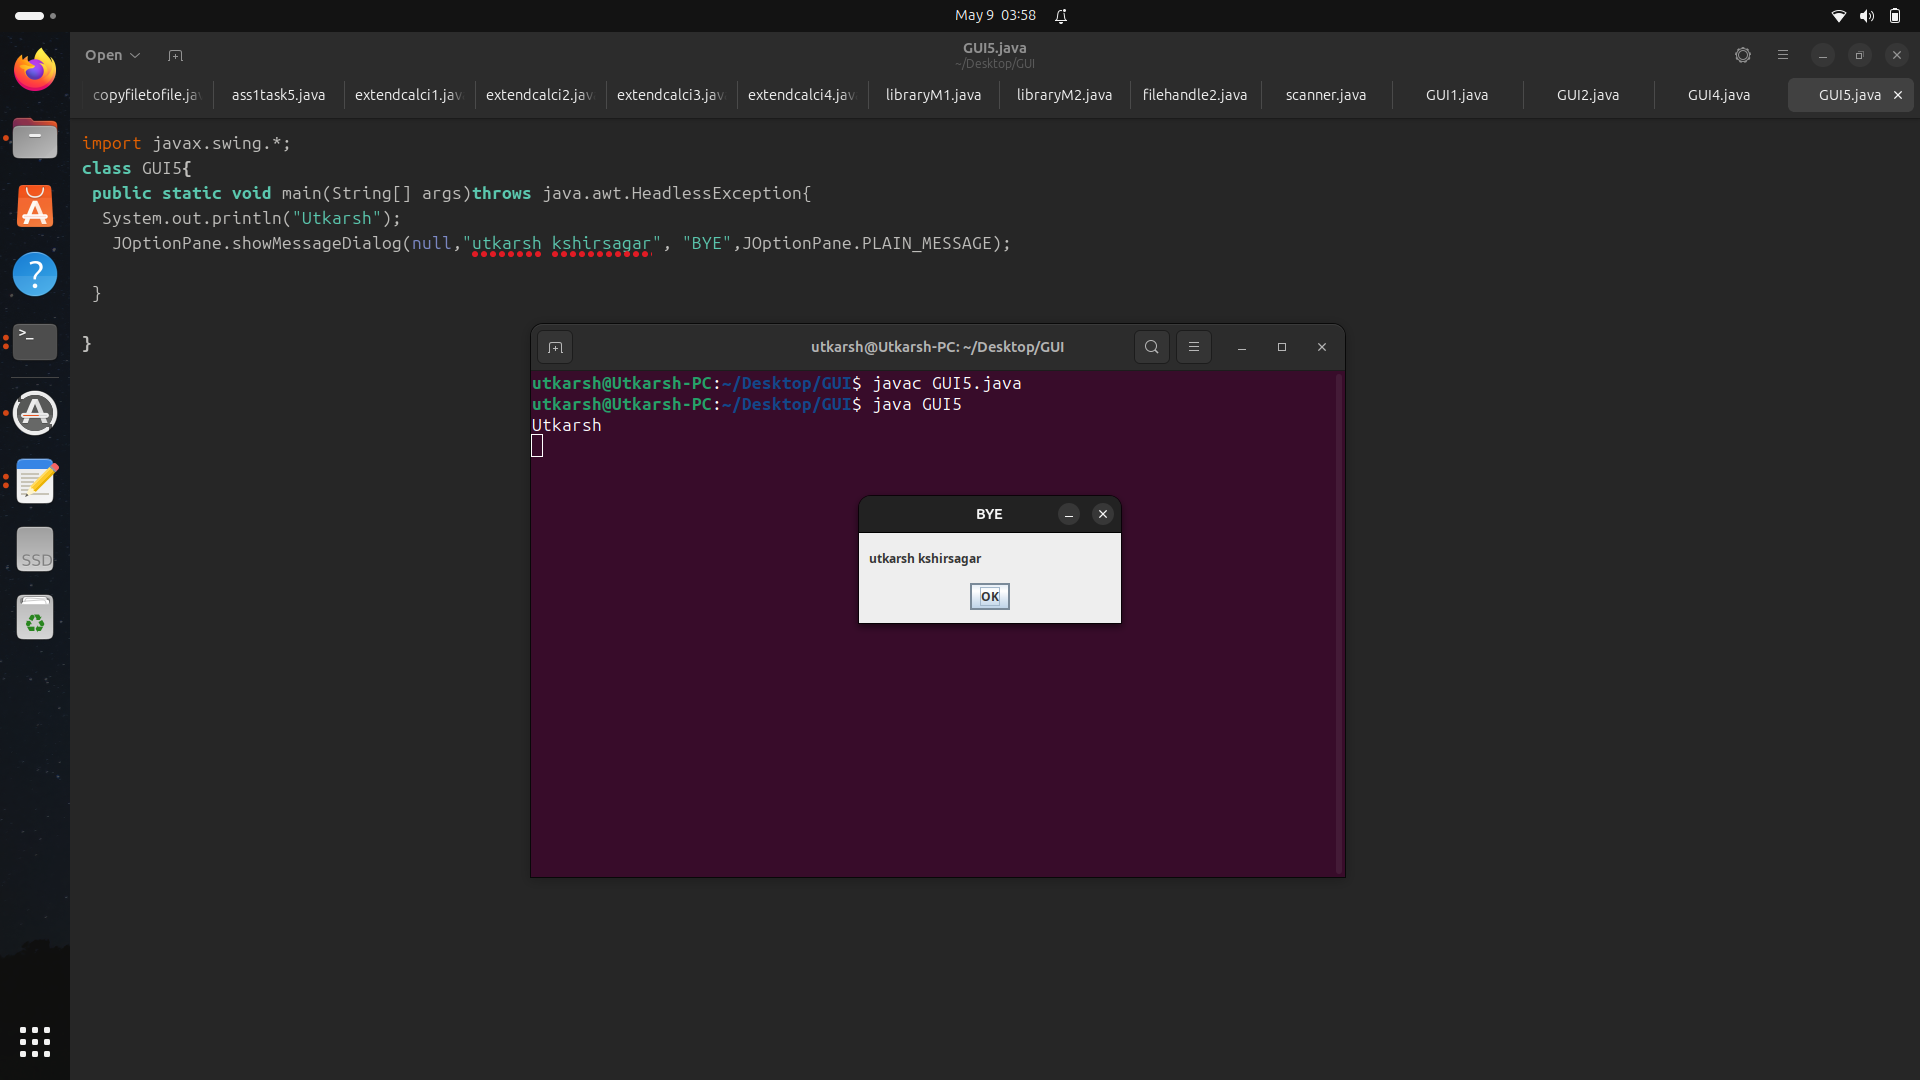 May 9 03:58
Open
GUI5.java
~/Desktop/GUI
copyfiletofile.jav
ass1task5.java
extendcalci1.java
extendcalci2.java
extendcalci3.java
extendcalci4.java
libraryM1.java
libraryM2.java
filehandle2.java
scanner.java
GUI1.java
GUI2.java
GUI4.java
GUI5.java
import javax.swing.*;
class GUI5{
public static void main(String[] args)throws java.awt.HeadlessException{
System.out.println("Utkarsh");
JOptionPane.showMessageDialog(null,"utkarsh kshirsagar", "BYE",JOptionPane.PLAIN_MESSAGE);
}
}
utkarsh@Utkarsh-PC: ~/Desktop/GUI
utkarsh@Utkarsh-PC:~/Desktop/GUI$ javac GUI5.java
utkarsh@Utkarsh-PC:~/Desktop/GUI$ java GUI5
Utkarsh
BYE
utkarsh kshirsagar
OK
SSD